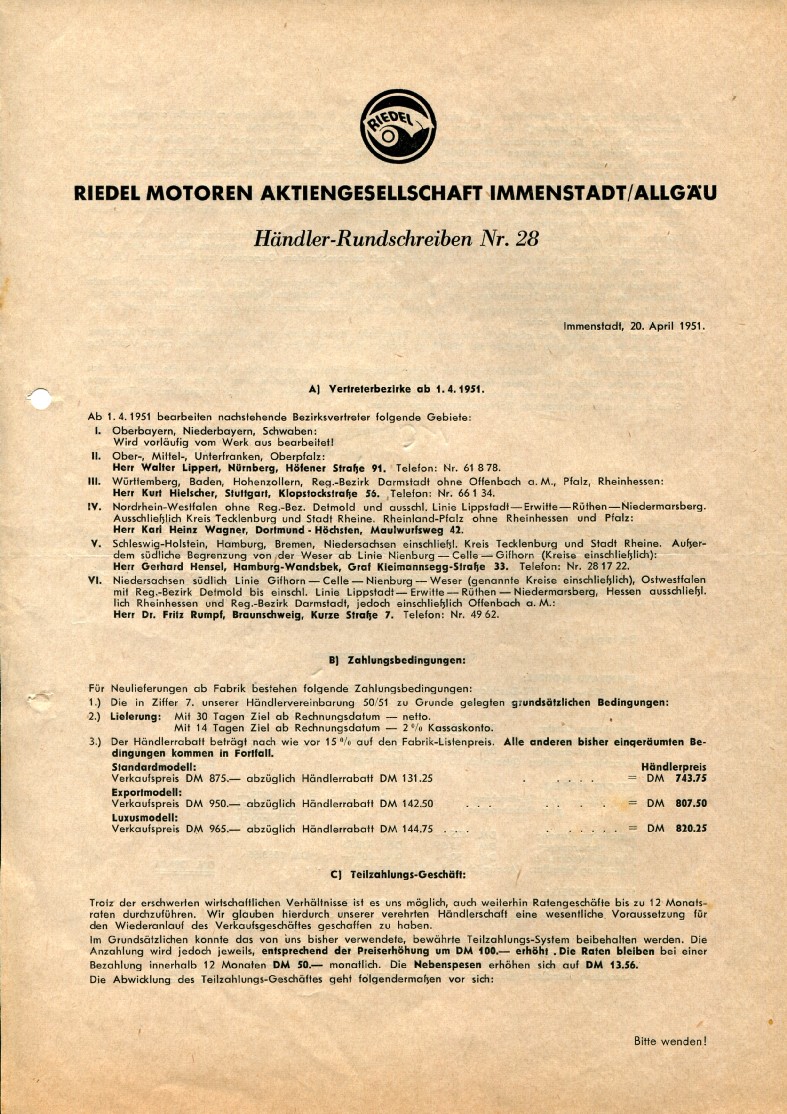 RIEDEL
RIEDEL MOTOREN AKTIENGESELLSCHAFT IMMENSTADT/ALLGÄU
Händler-Rundschreiben Nr. 28
Immenstadt, 20. April 1951.
A) Vertreterbezirke ab 1. 4. 1951.
Ab 1. 4. 1951 bearbeiten nachstehende Bezirksvertreter folgende Gebiete:
I. Oberbayern, Niederbayern, Schwaben:
Wird vorläufig vom Werk aus bearbeitet!
II. Ober-, Mittel-, Unterfranken, Oberpfalz:
Herr Walter Lippert, Nürnberg, Höfener Straße 91. Telefon: Nr. 61 8 78.
III. Württemberg, Baden, Hohenzollern, Reg.-Bezirk Darmstadt ohne Offenbach a. M., Pfalz, Rheinhessen:
Herr Kurt Hielscher, Stuttgart, Klopstockstraße 56. Telefon: Nr. 66 1 34.
IV. Nordrhein-Westfalen ohne Reg.-Bez. Detmold und ausschl. Linie Lippstadt—Erwitte—Rüthen—Niedermarsberg.
Ausschließlich Kreis Tecklenburg und Stadt Rheine. Rheinland-Pfalz ohne Rheinhessen und Pfalz:
Herr Karl Heinz Wagner, Dortmund-Höchsten, Maulwurfsweg 42.
V. Schleswig-Holstein, Hamburg, Bremen, Niedersachsen einschließl. Kreis Tecklenburg und Stadt Rheine. Außer-
dem südliche Begrenzung von der Weser ab Linie Nienburg — Celle — Gifhorn (Kreise einschließlich):
Herr Gerhard Hensel, Hamburg-Wandsbek, Graf Kleimannsegg-Straße 33. Telefon: Nr. 28 17 22.
VI. Niedersachsen südlich Linie Gifhorn — Celle — Nienburg — Weser (genannte Kreise einschließlich), Ostwestfalen
mit Reg.-Bezirk Detmold bis einschl. Linie Lippstadt— Erwitte — Rüthen — Niedermarsberg, Hessen ausschließl.
lich Rheinhessen und Reg.-Bezirk Darmstadt, jedoch einschließlich Offenbach a. M.:
Herr Dr. Fritz Rumpf, Braunschweig, Kurze Straße 7. Telefon: Nr. 49 62.
B) Zahlungsbedingungen:
Für Neulieferungen ab Fabrik bestehen folgende Zahlungsbedingungen:
1.) Die in Ziffer 7. unserer Händlervereinbarung 50/51 zu Grunde gelegten grundsätzlichen Bedingungen:
2.) Lieferung: Mit 30 Tagen Ziel ab Rechnungsdatum — netto.
Mit 14 Tagen Ziel ab Rechnungsdatum — 2 % Kassaskonto.
3.) Der Händlerrabatt beträgt nach wie vor 15 % auf den Fabrik-Listenpreis. Alle anderen bisher eingeräumten Be-
dingungen kommen in Fortfall.
Standardmodell: Händlerpreis
Verkaufspreis DM 875.— abzüglich Händlerrabatt DM 131.25 . . . . . = DM 743.75
Exportmodell:
Verkaufspreis DM 950.— abzüglich Händlerrabatt DM 142.50 . . . . . . = DM 807.50
Luxusmodell:
Verkaufspreis DM 965.— abzüglich Händlerrabatt DM 144.75 . . . . . . . . . = DM 820.25
C) Teilzahlungs-Geschäft:
Trotz der erschwerten wirtschaftlichen Verhältnisse ist es uns möglich, auch weiterhin Ratengeschäfte bis zu 12 Monats-
raten durchzuführen. Wir glauben hierdurch unserer verehrten Händlerschaft eine wesentliche Voraussetzung für
den Wiederanlauf des Verkaufsgeschäftes geschaffen zu haben.
Im Grundsätzlichen konnte das von uns bisher verwendete, bewährte Teilzahlungs-System beibehalten werden. Die
Anzahlung wird jedoch jeweils, entsprechend der Preiserhöhung um DM 100.— erhöht . Die Raten bleiben bei einer
Bezahlung innerhalb 12 Monaten DM 50.— monatlich. Die Nebenspesen erhöhen sich auf DM 13.56.
Die Abwicklung des Teilzahlungs-Geschäftes geht folgendermaßen vor sich:
Bitte wenden!